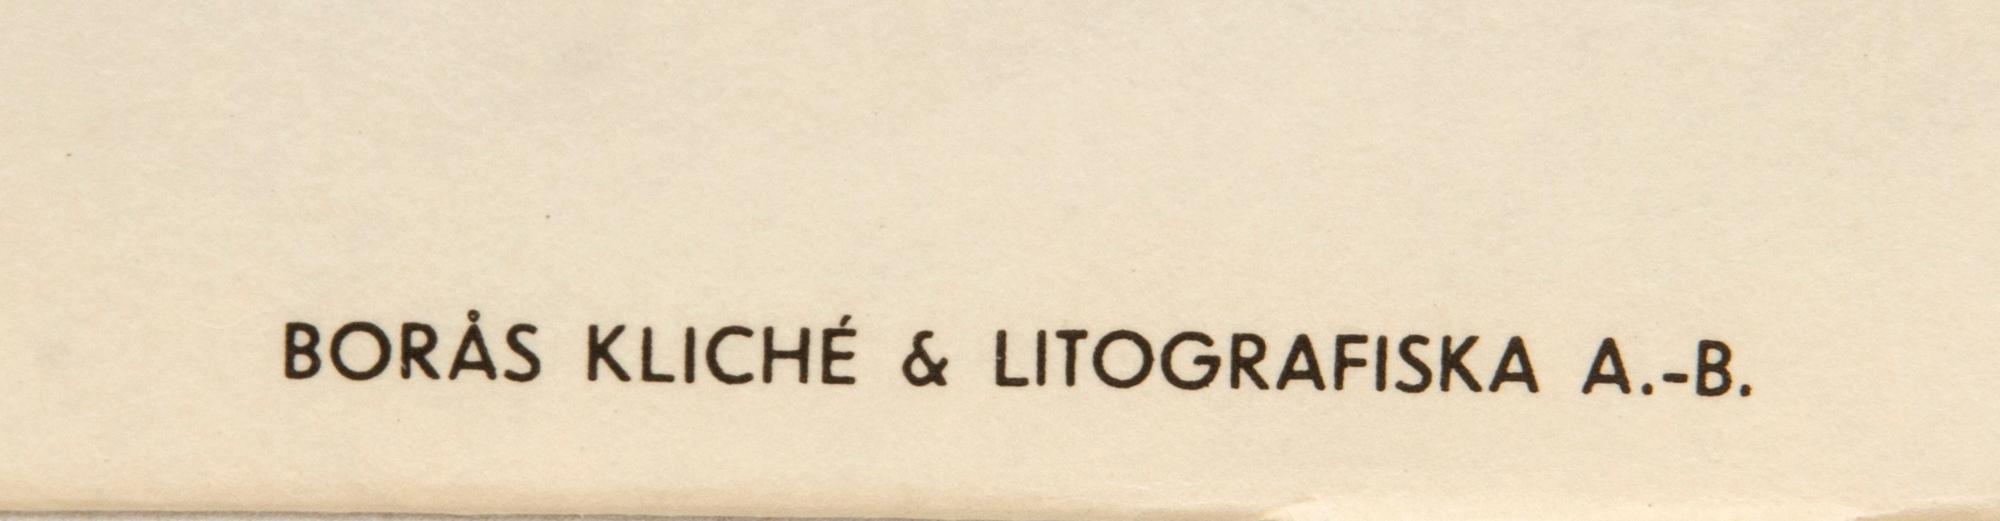 BORÅS KLICHÉ & LITOGRAFISKA A.-B.